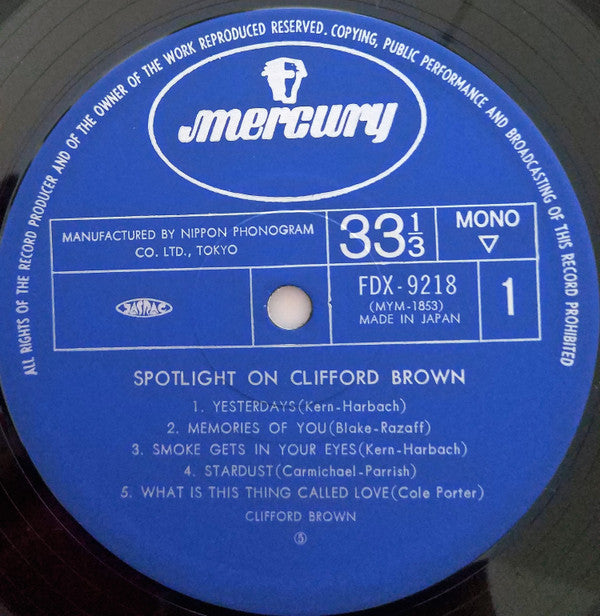 ALL RIGHTS OF THE RECORD PRODUCER AND OF THE OWNER OF THE WORK REPRODUCED RESERVED. COPYING, PUBLIC PERFORMANCE AND BROADCASTING OF THIS RECORD PROHIBITED
mercury
MANUFACTURED BY NIPPON PHONOGRAM
CO. LTD., TOKYO
33 1/3
MONO
▽
JASRAC
FDX-9218
(MYM-1853)
MADE IN JAPAN
1
SPOTLIGHT ON CLIFFORD BROWN
1. YESTERDAYS(Kern-Harbach)
2. MEMORIES OF YOU(Blake-Razaff)
3. SMOKE GETS IN YOUR EYES(Kern-Harbach)
4. STARDUST(Carmichael-Parrish)
5. WHAT IS THIS THING CALLED LOVE(Cole Porter)
CLIFFORD BROWN